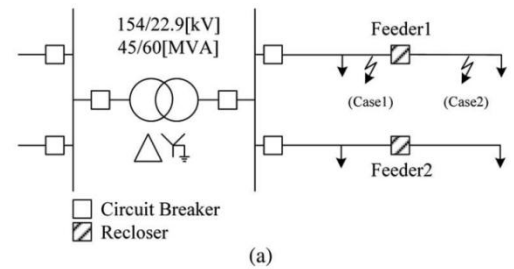 154/22.9[kV]
45/60[MVA]
Feeder1
(Case1)
(Case2)
Feeder2
Circuit Breaker
Recloser
(a)